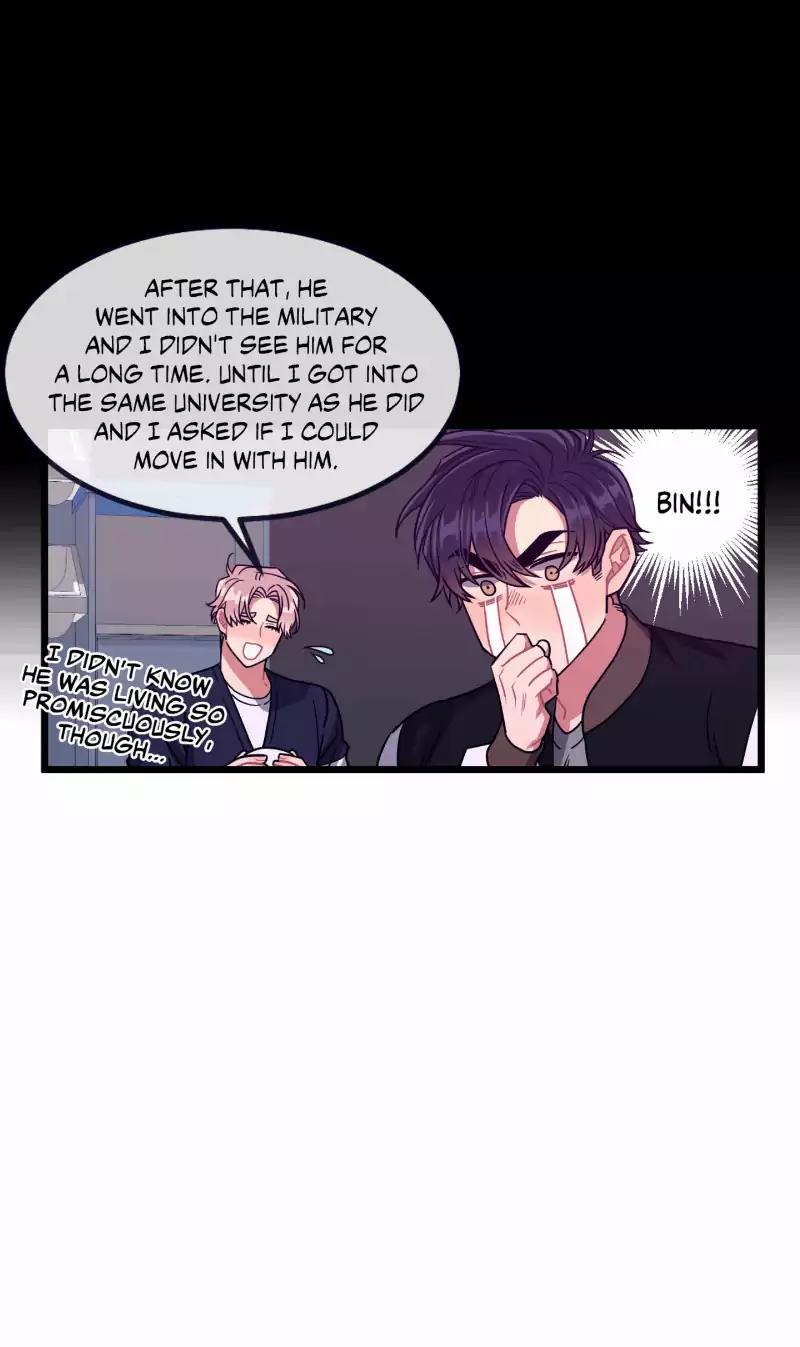 AFTER THAT, HE
WENT INTO THE MILITARY
AND I DIDN'T SEE HIM FOR
A LONG TIME. UNTIL I GOT INTO
THE SAME UNIVERSITY AS HE DID
AND I ASKED IF I COULD
MOVE IN WITH HIM.
BIN!!!
I DIDN'T KNOW
HE WAS LIVING SO
PROMISCUOUSLY,
THOUGH...